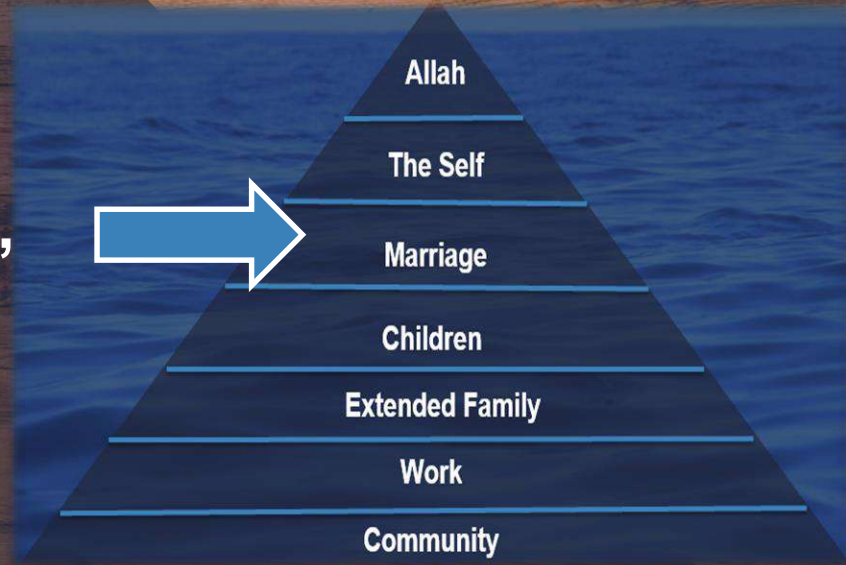 ,
Allah
The Self
Marriage
Children
Extended Family
Work
Community